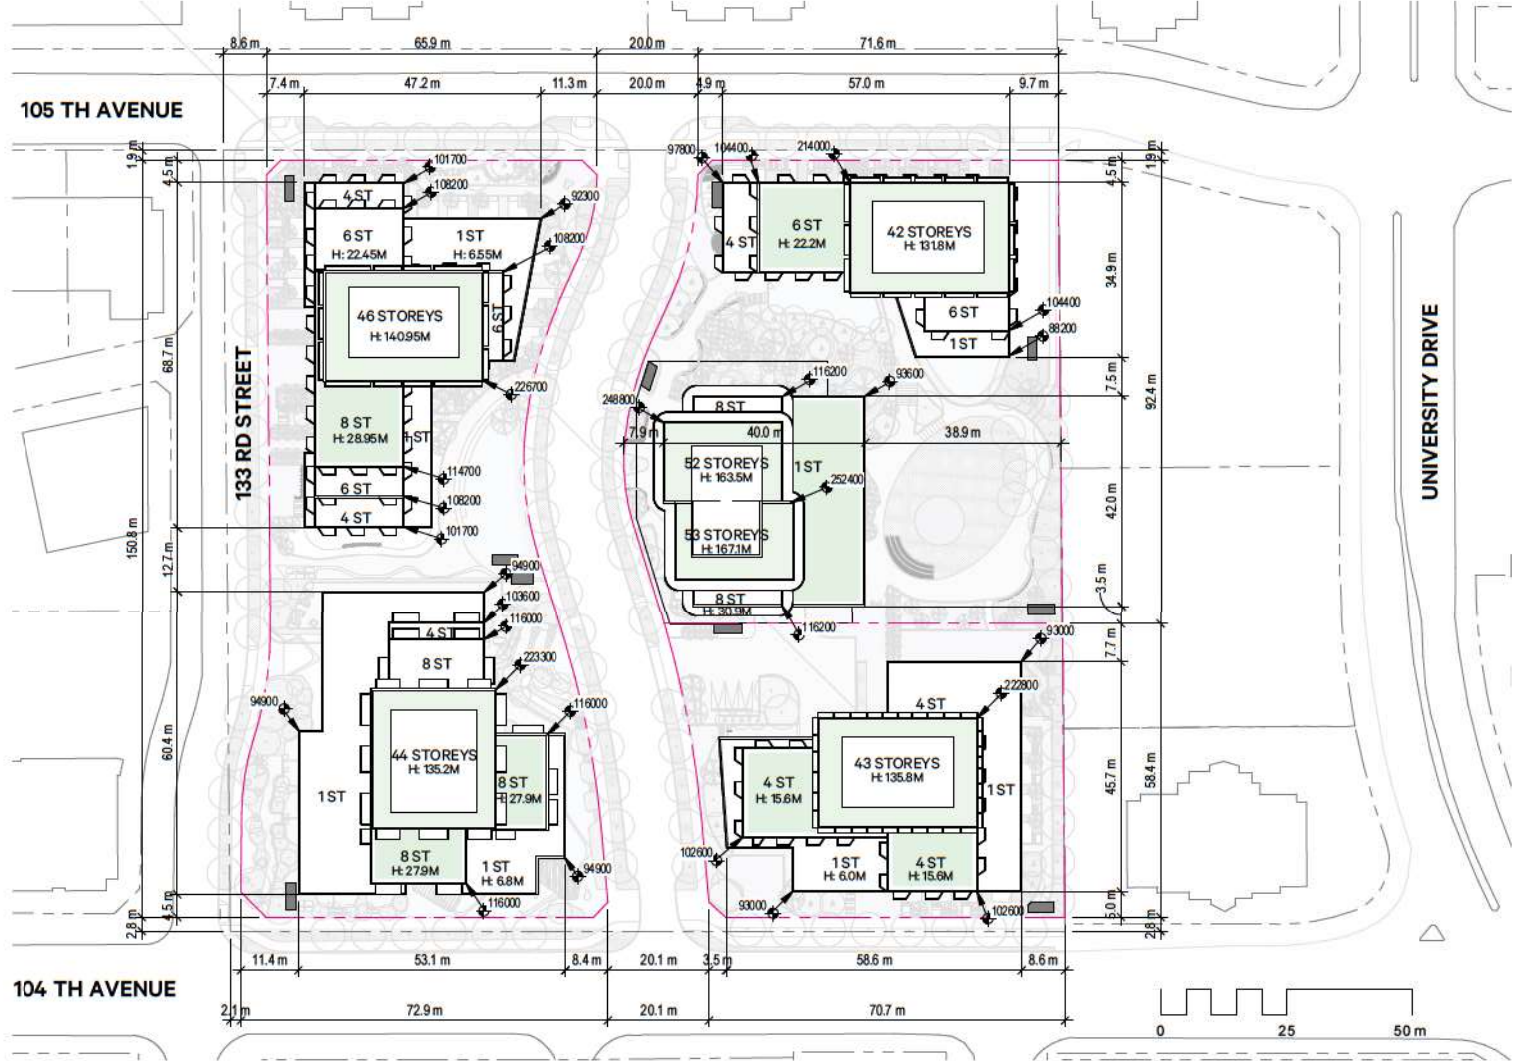 8.6 m
65.9 m
20.0 m
71.6 m
7.4 m
47.2 m
11.3 m
20.0 m
4.9 m
57.0 m
9.7 m
105 TH AVENUE
1.9 m
4.5 m
101700
108200
92300
108200
97800
104400
214000
4.5 m
1.9 m
4 ST
6 ST
H: 22.45M
1 ST
H: 6.55M
6 ST
46 STOREYS
H: 140.95M
226700
8 ST
H: 28.95M
1 ST
114700
6 ST
108200
4 ST
101700
133 RD STREET
68.7 m
150.8 m
12.7 m
60.4 m
4.5 m
2.8 m
4 ST
6 ST
H: 22.2M
42 STOREYS
H: 131.8M
6 ST
104400
1 ST
88200
34.9 m
7.5 m
92.4 m
42.0 m
3.5 m
UNIVERSITY DRIVE
116200
93600
248800
8 ST
7.9 m
40.0 m
38.9 m
52 STOREYS
H: 163.5M
1 ST
252400
53 STOREYS
H: 167.1M
8 ST
H: 30.9M
116200
94900
103600
116000
4 ST
8 ST
223300
94900
116000
44 STOREYS
H: 135.2M
8 ST
H: 27.9M
1 ST
8 ST
H: 27.9M
1 ST
H: 6.8M
94900
116000
93000
7.7 m
222800
4 ST
43 STOREYS
H: 135.8M
4 ST
H: 15.6M
1 ST
102600
1 ST
H: 6.0M
4 ST
H: 15.6M
93000
102600
45.7 m
58.4 m
5.0 m
2.8 m
104 TH AVENUE
11.4 m
53.1 m
8.4 m
20.1 m
3.5 m
58.6 m
8.6 m
2.1 m
72.9 m
20.1 m
70.7 m
0
25
50 m